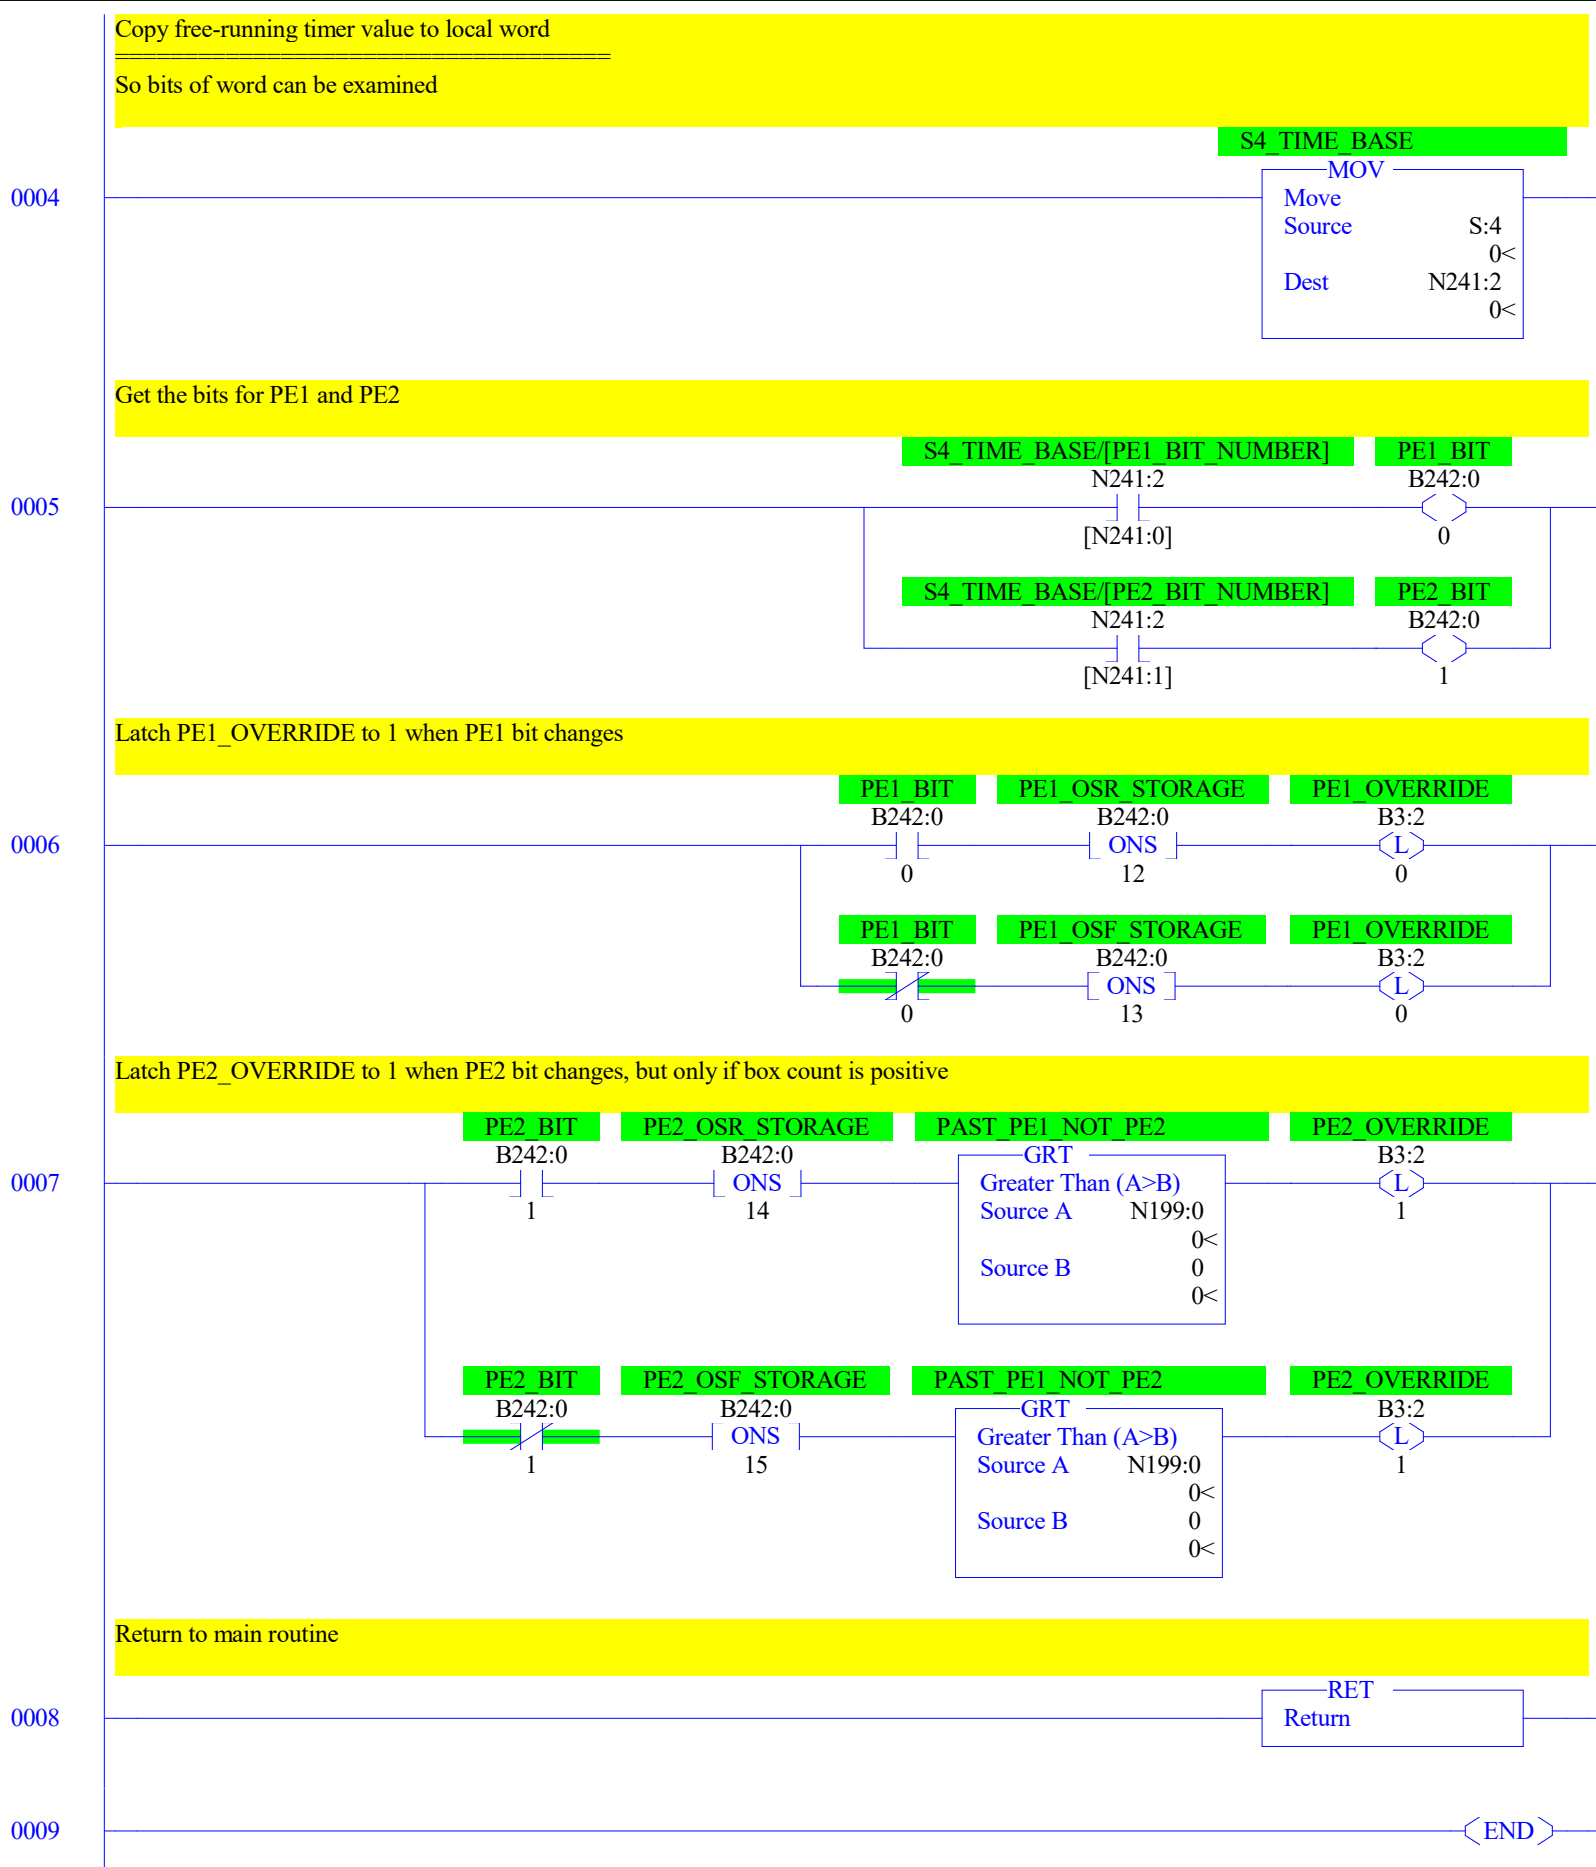 Copy free-running timer value to local word
====================================
So bits of word can be examined
S4_TIME_BASE
MOV
0004
Move
Source S:4
0<
Dest N241:2
0<
Get the bits for PE1 and PE2
S4_TIME_BASE/[PE1_BIT_NUMBER] PE1_BIT
N241:2 B242:0
0005
[N241:0] 0
S4_TIME_BASE/[PE2_BIT_NUMBER] PE2_BIT
N241:2 B242:0
[N241:1] 1
Latch PE1_OVERRIDE to 1 when PE1 bit changes
PE1_BIT PE1_OSR_STORAGE PE1_OVERRIDE
B242:0 B242:0 B3:2
0006 ONS L
0 12 0
PE1_BIT PE1_OSF_STORAGE PE1_OVERRIDE
B242:0 B242:0 B3:2
ONS L
0 13 0
Latch PE2_OVERRIDE to 1 when PE2 bit changes, but only if box count is positive
PE2_BIT PE2_OSR_STORAGE PAST_PE1_NOT_PE2 PE2_OVERRIDE
B242:0 B242:0 GRT B3:2
0007 ONS Greater Than (A>B) L
1 14 Source A N199:0 1
0<
Source B 0
0<
PE2_BIT PE2_OSF_STORAGE PAST_PE1_NOT_PE2 PE2_OVERRIDE
B242:0 B242:0 GRT B3:2
ONS Greater Than (A>B) L
1 15 Source A N199:0 1
0<
Source B 0
0<
Return to main routine
RET
0008 Return
0009 END